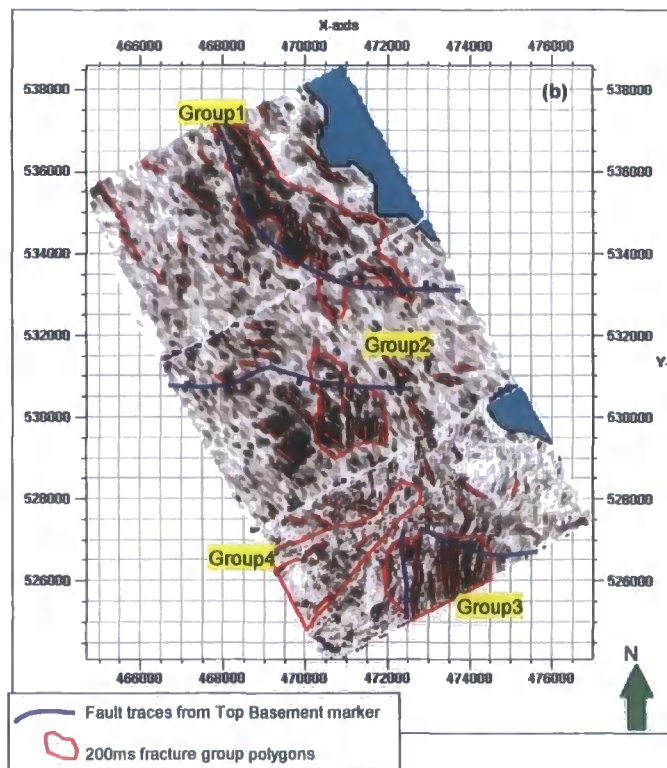 X-axis
466000 468000 470000 472000 474000 476000
538000 (b) 538000
Group1
536000 536000
534000 534000
532000 532000
Group2
Y-
530000 530000
528000 528000
Group4
526000 526000
Group3
466000 468000 470000 472000 474000 476000
N
Fault traces from Top Basement marker
200ms fracture group polygons